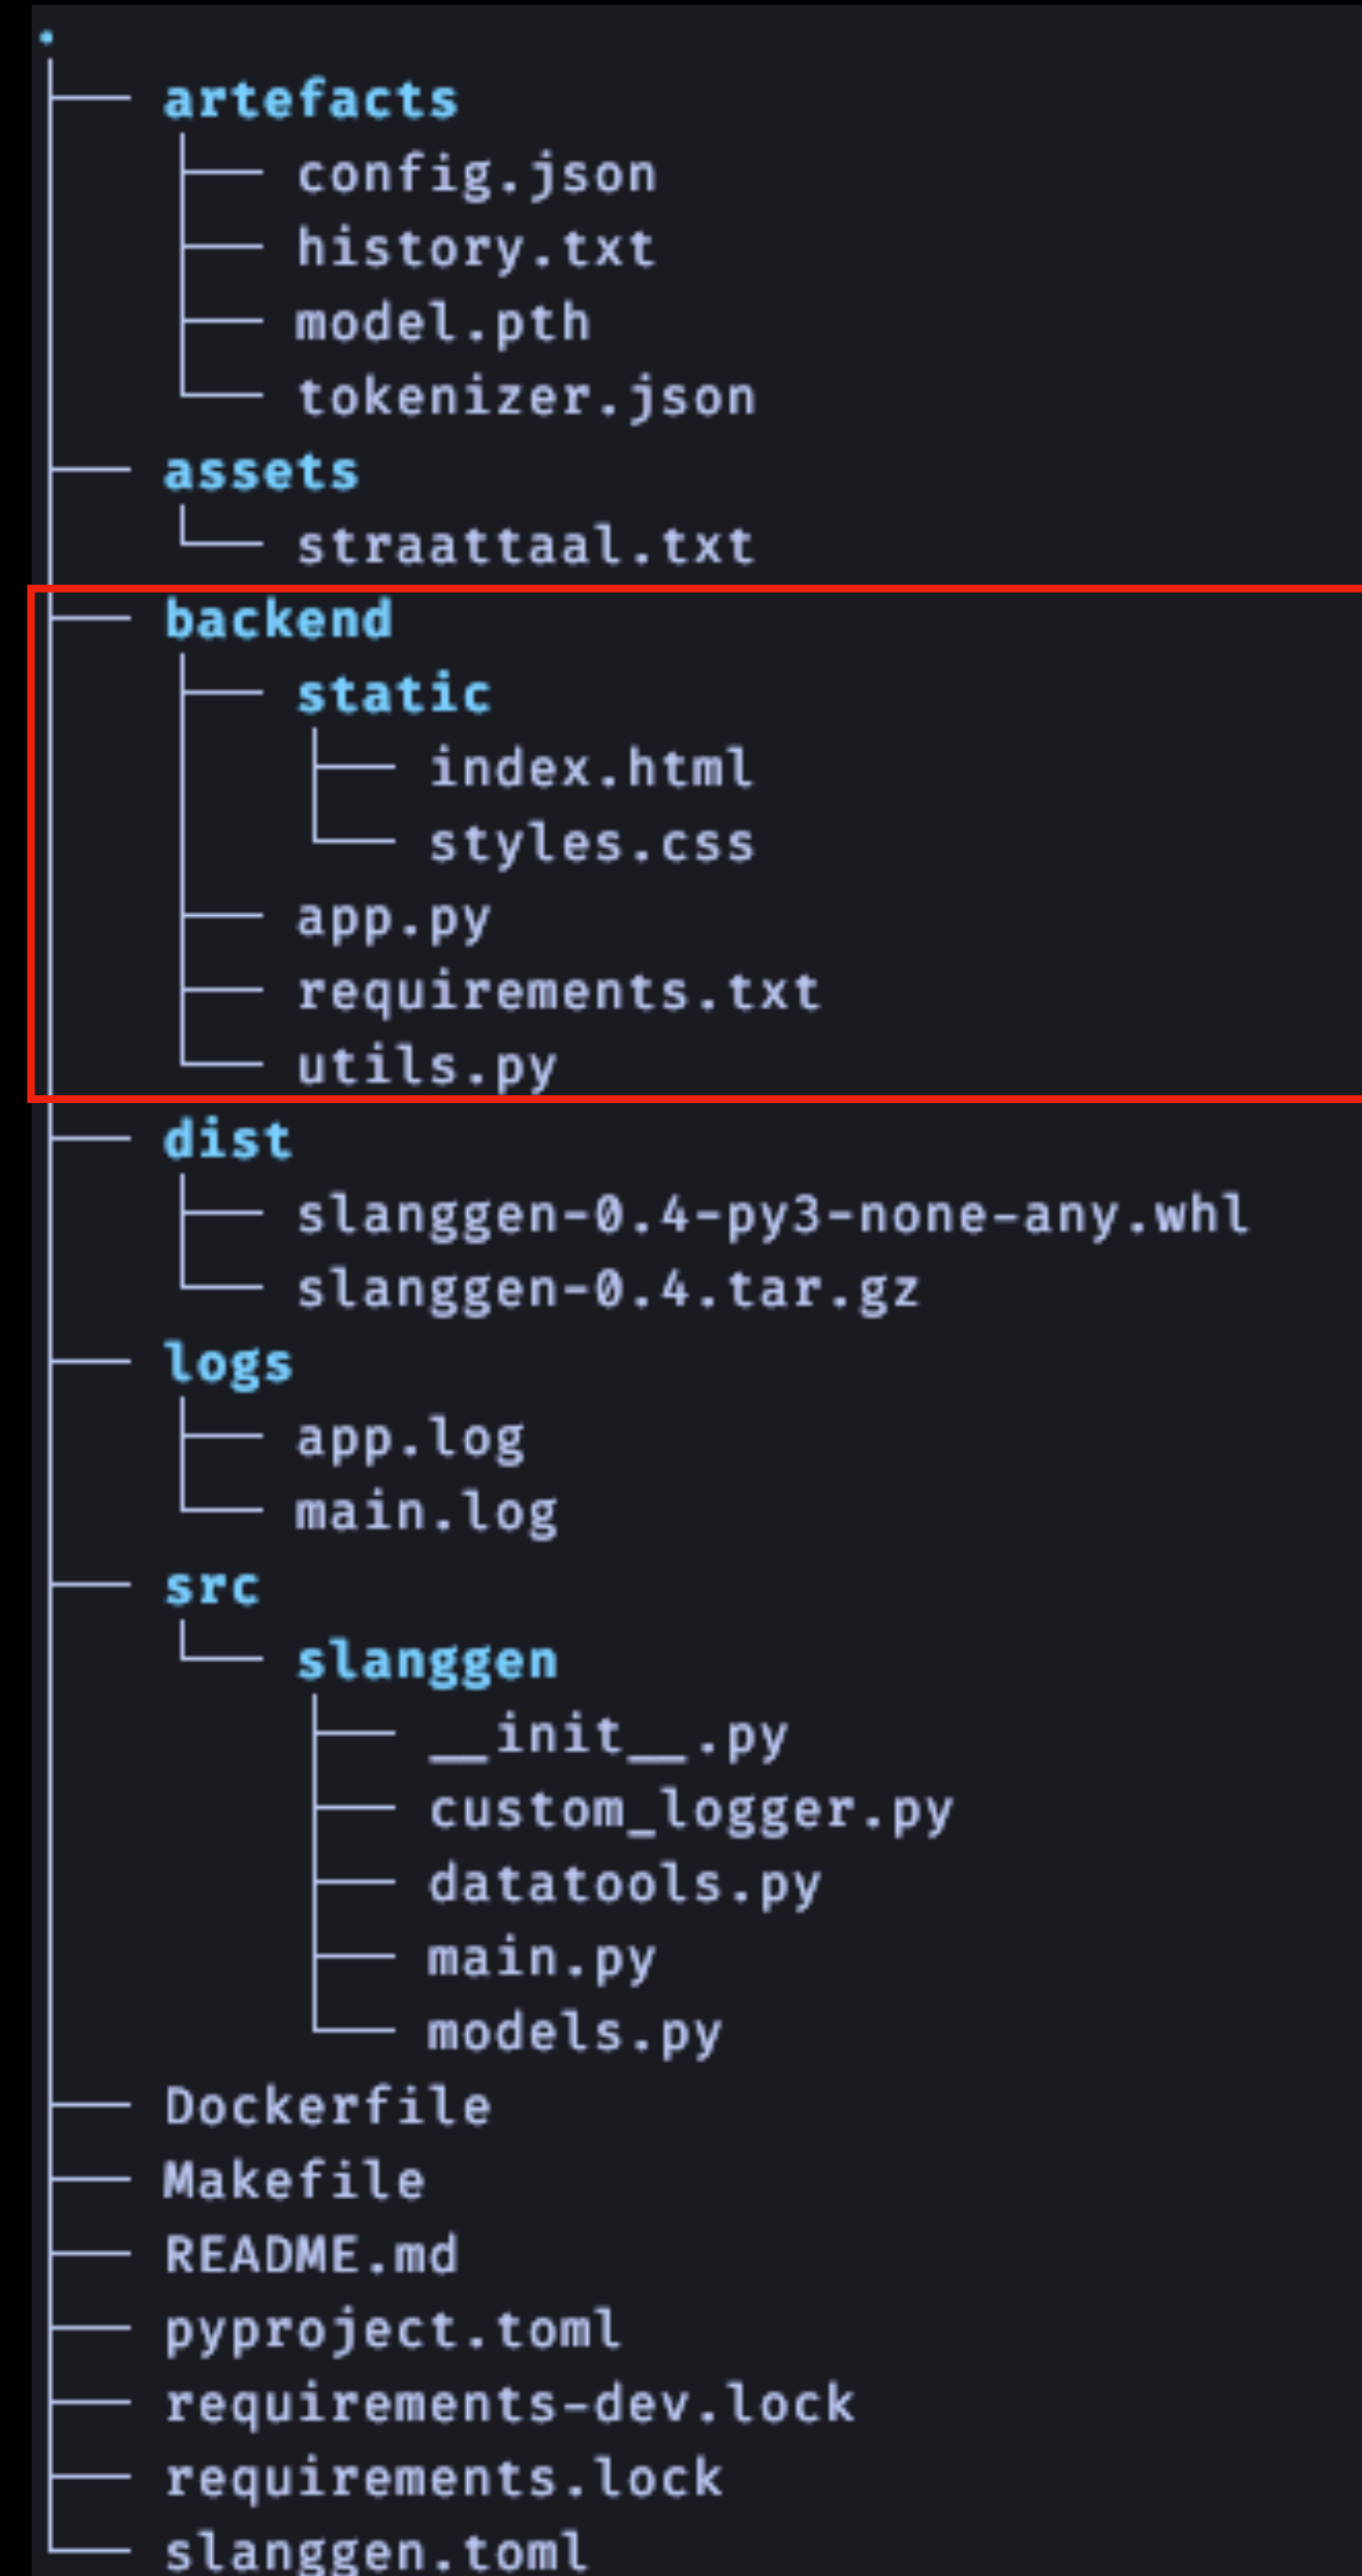 .
artefacts
config.json
history.txt
model.pth
tokenizer.json
assets
straattaal.txt
backend
static
index.html
styles.css
app.py
requirements.txt
utils.py
dist
slanggen-0.4-py3-none-any.whl
slanggen-0.4.tar.gz
logs
app.log
main.log
src
slanggen
__init__.py
custom_logger.py
datatools.py
main.py
models.py
Dockerfile
Makefile
README.md
pyproject.toml
requirements-dev.lock
requirements.lock
slanggen.toml